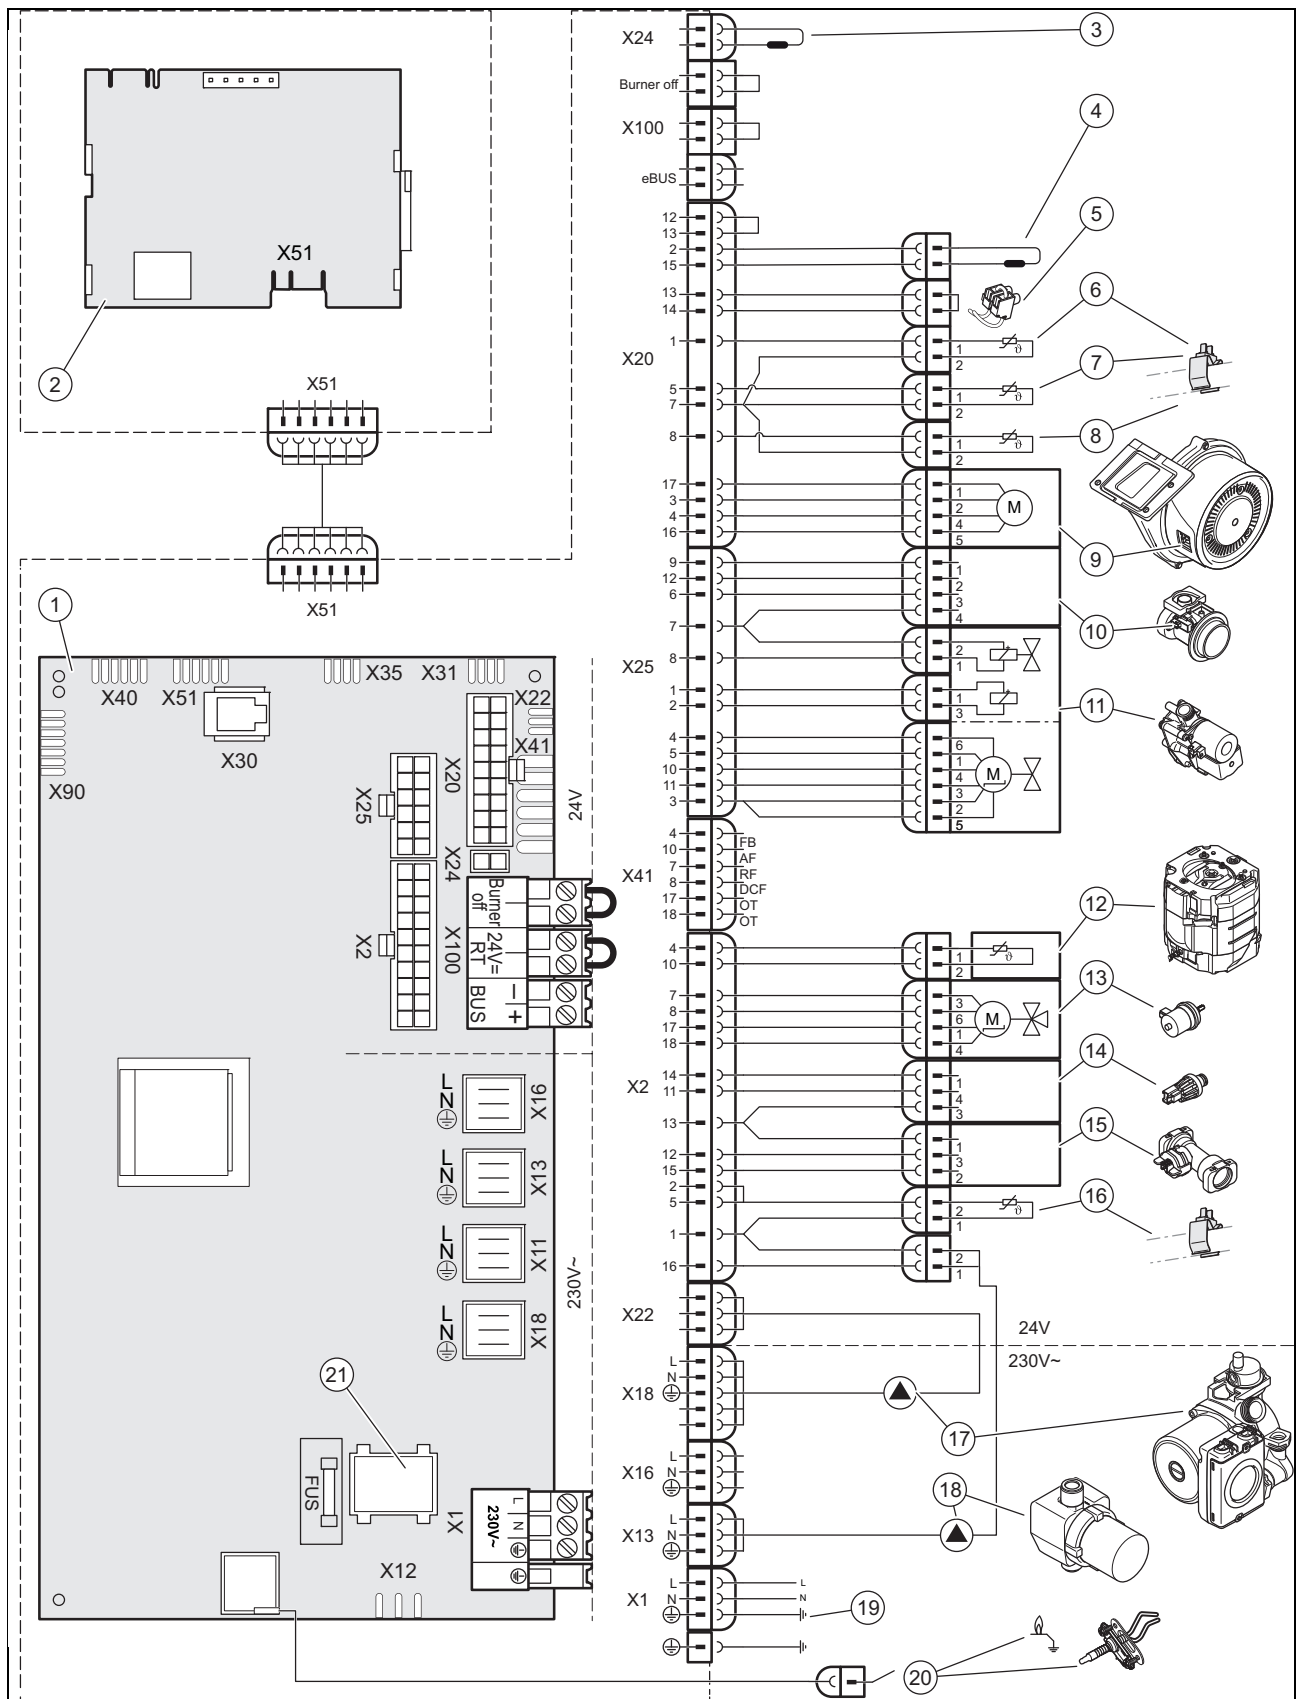 X24
3
Burner off
X100
4
eBUS
5
12
13
2
15
X51
13
14
6
1
X20
1
ϑ
2
7
2
X51
5
7
1
ϑ
2
8
8
1
ϑ
2
17
3
4
16
1
2
4
5
M
9
X51
9
12
6
7
1
2
3
4
10
1
X25
8
2
1
1
2
1
3
11
4
5
10
11
3
6
1
4
3
2
5
M
X40
X51
X35
X31
X22
X30
X41
X20
X90
X25
24V
X24
X41
4
10
7
8
17
18
FB
AF
RF
DCF
OT
OT
Burner off
X2
X100
24V= RT
BUS
– +
12
4
10
1
2
ϑ
7
8
17
18
3
6
1
4
M
13
X2
14
11
13
1
4
3
14
12
15
2
5
1
3
2
15
2
1
ϑ
16
1
16
2
1
L
N
X16
L
N
X13
L
N
X11
L
N
X18
230V~
X22
24V
230V~
X18
L
N
17
21
X16
L
N
18
FUS
X13
L
N
X1
L
N
230V~
X12
X1
L
N
L
N
19
20